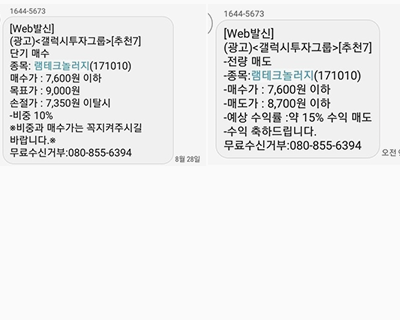 1644-5673
[Web발신]
(광고)<갤럭시투자그룹>[추천7]
단기 매수
종목: 램테크놀러지(171010)
매수가 : 7,600원 이하
목표가 : 9,000원
손절가 : 7,350원 이탈시
-비중 10%
※비중과 매수가는 꼭지켜주시길
바랍니다.※
무료수신거부:080-855-6394
8월 28일
1644-5673
[Web발신]
(광고)<갤럭시투자그룹>[추천7]
-전량 매도
-종목:램테크놀러지(171010)
-매수가 : 7,600원 이하
-매도가 : 8,700원 이하
-예상 수익률 :약 15% 수익 매도
-수익 축하드립니다.
무료수신거부:080-855-6394
오전